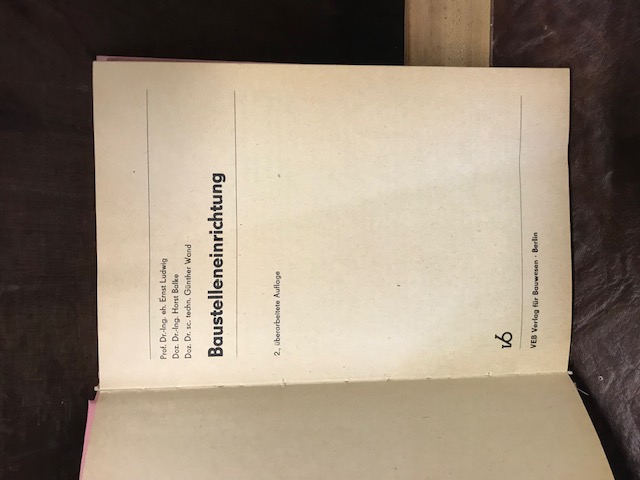 Prof. Dr.-Ing. eh. Ernst Ludwig
Doz. Dr.-Ing. Horst Balke
Doz. Dr. sc. techn. Günther Wand
Baustelleneinrichtung
2., überarbeitete Auflage
VEB Verlag für Bauwesen · Berlin